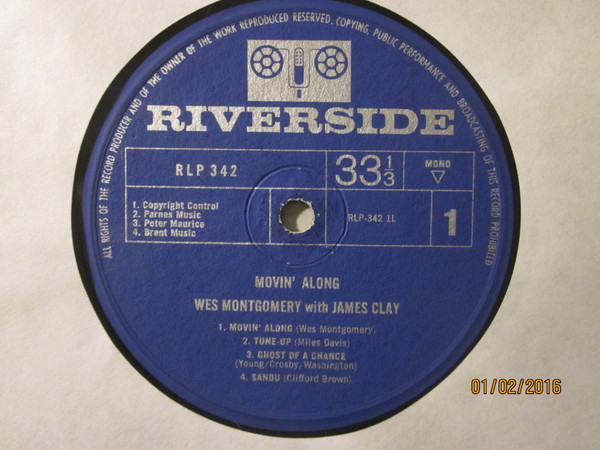 ALL RIGHTS OF THE RECORD PRODUCER AND OF THE OWNER OF THE WORK REPRODUCED RESERVED. COPYING, PUBLIC PERFORMANCE AND BROADCASTING OF THIS RECORD PROHIBITED
RIVERSIDE
RLP 342
33 1/3
MONO
1. Copyright Control
2. Parnes Music
3. Peter Maurice
4. Brent Music
RLP-342 1L
1
MOVIN' ALONG
WES MONTGOMERY with JAMES CLAY
1. MOVIN' ALONG (Wes Montgomery)
2. TUNE-UP (Miles Davis)
3. GHOST OF A CHANCE
(Young/Crosby/Washington)
4. SANDU (Clifford Brown)
01/02/2016